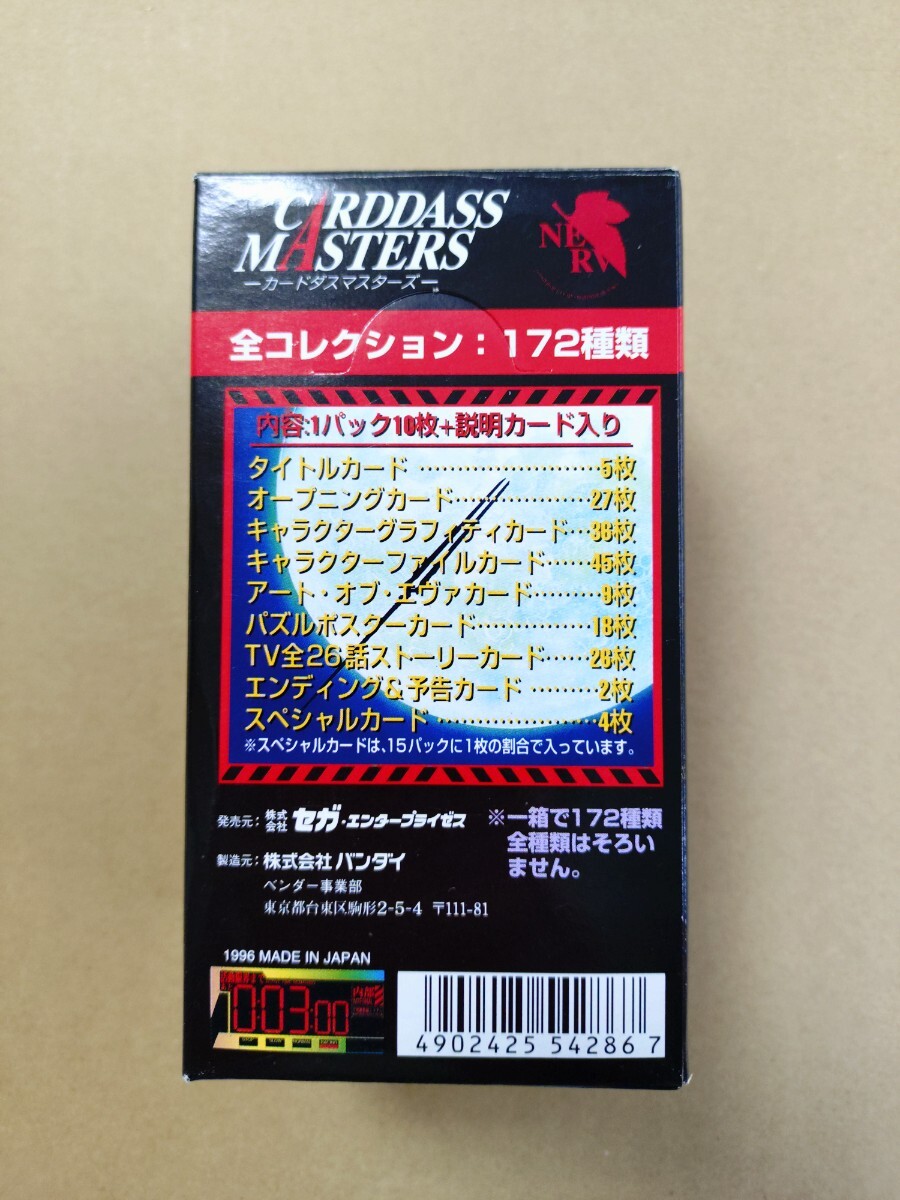 CARDDASS
MASTERS
ーカードダスマスターズー
NERV
全コレクション：172種類
内容:1パック10枚+説明カード入り
タイトルカード……………………5枚
オープニングカード………………27枚
キャラクターグラフィティカード…36枚
キャラクターファイルカード……45枚
アート・オブ・エヴァカード………9枚
パズルポスターカード……………18枚
TV全26話ストーリーカード……26枚
エンディング&予告カード………2枚
スペシャルカード…………………4枚
※スペシャルカードは、15パックに1枚の割合で入っています。
発売元：株式会社 セガ・エンタープライゼス
製造元：株式会社 バンダイ
ベンダー事業部
東京都台東区駒形2-5-4 〒111-81
※一箱で172種類
全種類はそろい
ません。
1996 MADE IN JAPAN
003:00
内部
4902425 542867